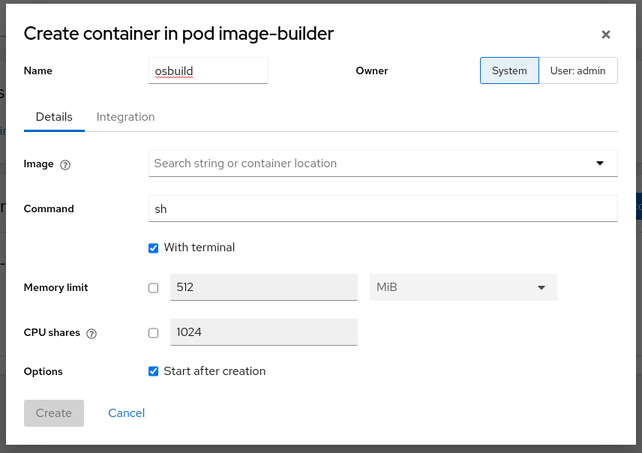 Create container in pod image-builder
Name osbuild Owner System User: admin
Details Integration
Image Search string or container location
Command sh
With terminal
Memory limit 512 MiB
CPU shares 1024
Options Start after creation
Create Cancel